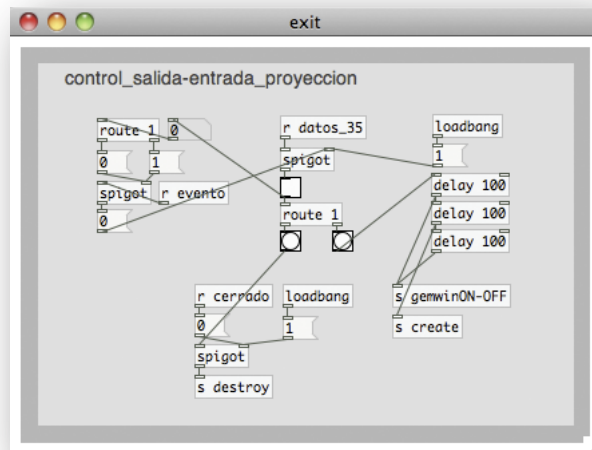 exit
control_salida-entrada_proyeccion
route 1
0
r datos_35
loadbang
0
1
spigot
1
spigot
r evento
delay 100
0
route 1
delay 100
delay 100
r cerrado
loadbang
s gemwinON-OFF
0
1
s create
spigot
s destroy